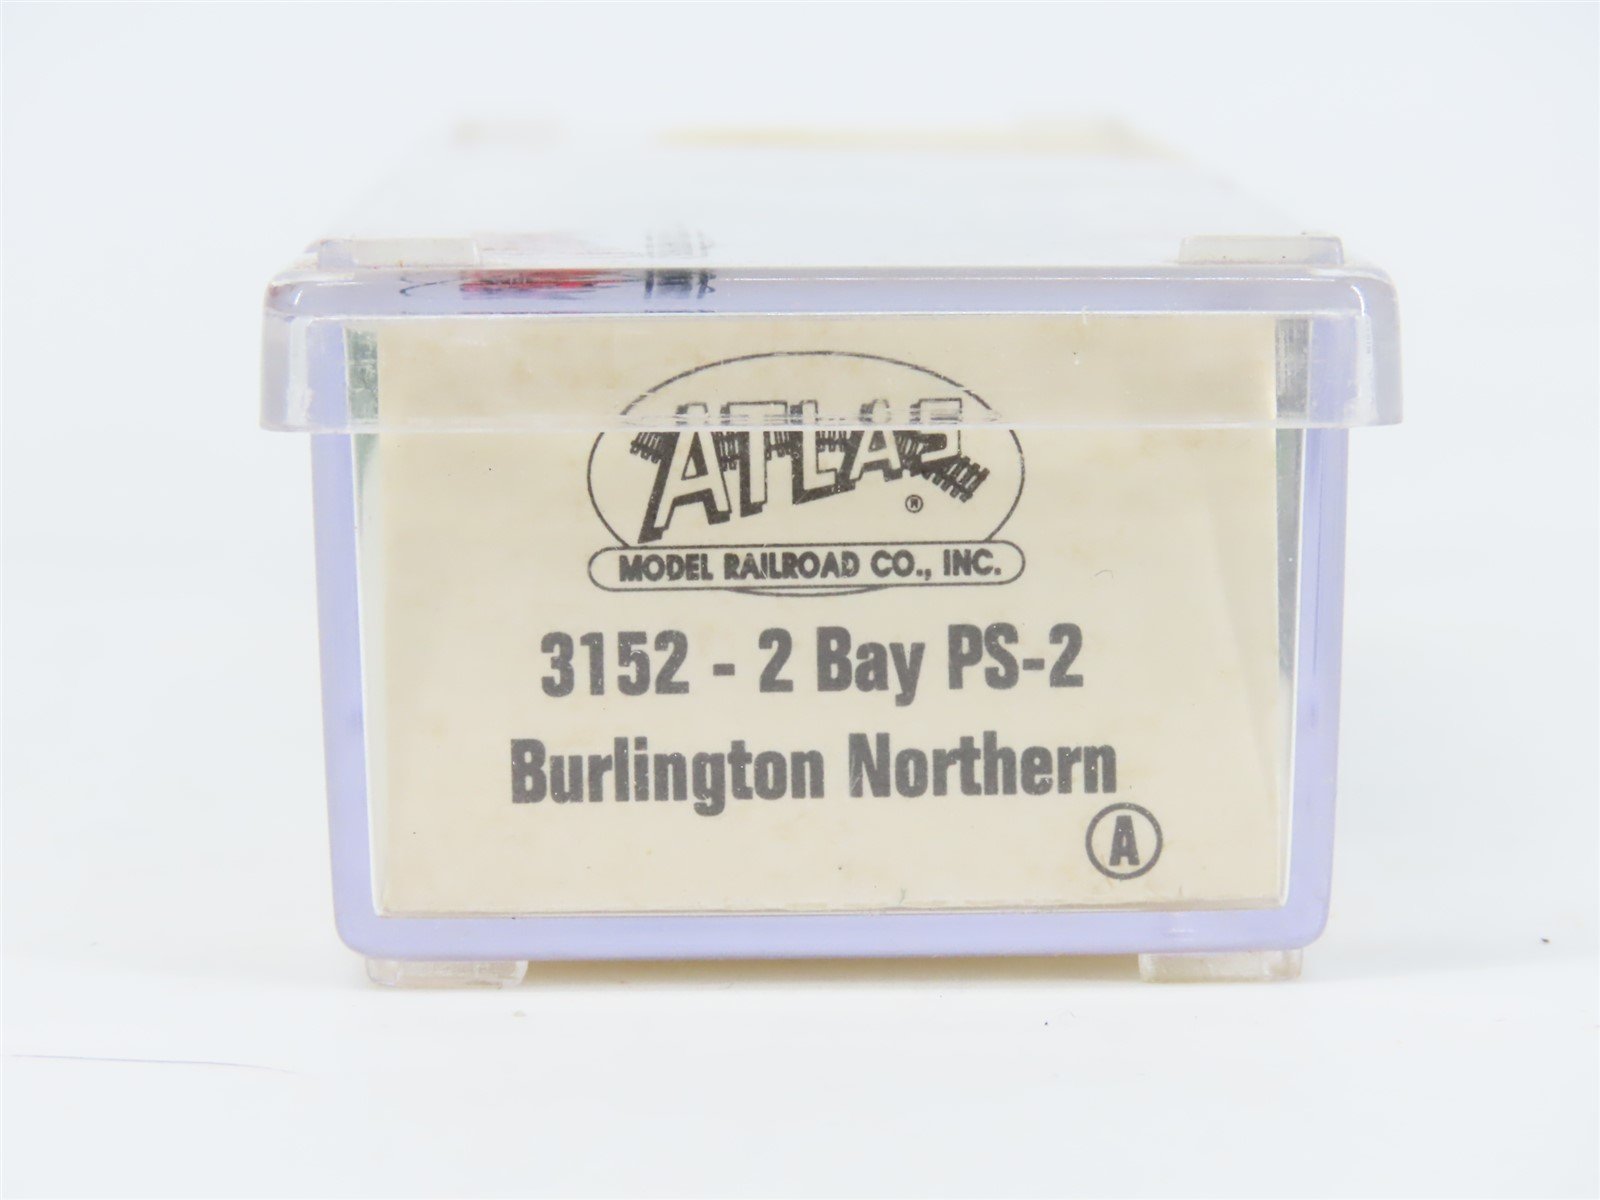 ATLAS
®
MODEL RAILROAD CO., INC.
3152 - 2 Bay PS-2
Burlington Northern
A